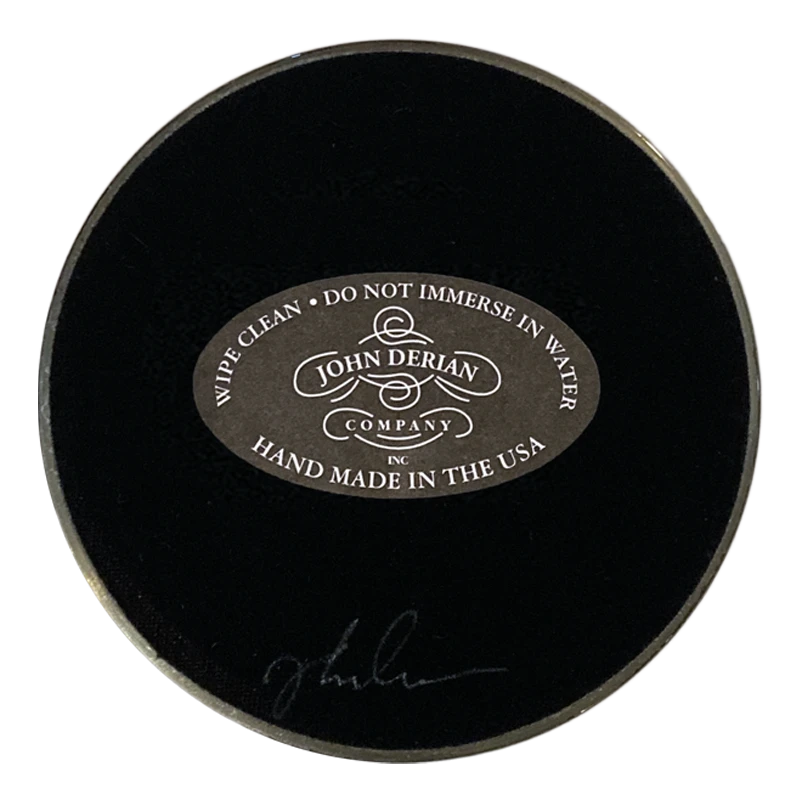 WIPE CLEAN • DO NOT IMMERSE IN WATER
JOHN DERIAN
COMPANY
INC
HAND MADE IN THE USA